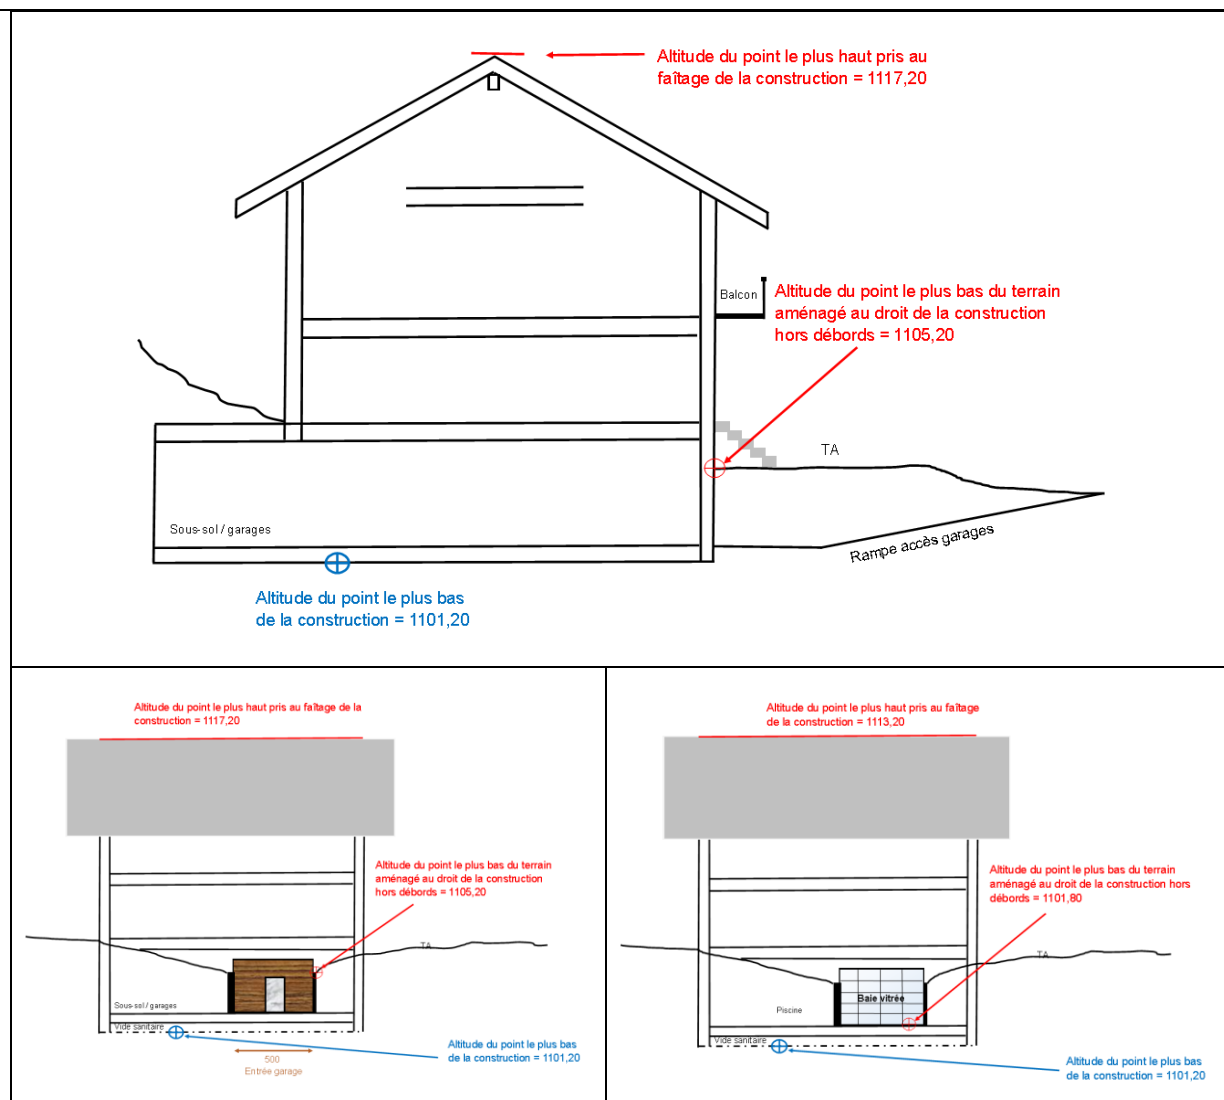 Altitude du point le plus haut pris au
faîtage de la construction = 1117,20
Balcon
Altitude du point le plus bas du terrain
aménagé au droit de la construction
hors débords = 1105,20
TA
Sous-sol / garages
Rampe accès garages
Altitude du point le plus bas
de la construction = 1101,20
Altitude du point le plus haut pris au faîtage de la
construction = 1117,20
Altitude du point le plus bas du terrain
aménagé au droit de la construction
hors débords = 1105,20
TA
Sous-sol / garages
Vide sanitaire
500
Entrée garage
Altitude du point le plus bas
de la construction = 1101,20
Altitude du point le plus haut pris au faîtage
de la construction = 1113,20
Altitude du point le plus bas du terrain
aménagé au droit de la construction hors
débords = 1101,80
TA
Baie vitrée
Piscine
Vide sanitaire
Altitude du point le plus bas
de la construction = 1101,20